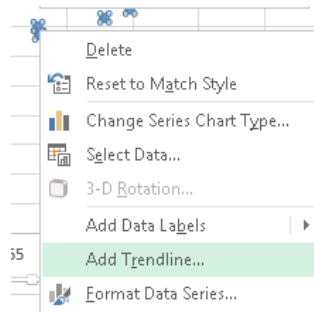 Delete
Reset to Match Style
Change Series Chart Type...
Select Data...
3-D Rotation...
Add Data Labels
55
Add Trendline...
Format Data Series...